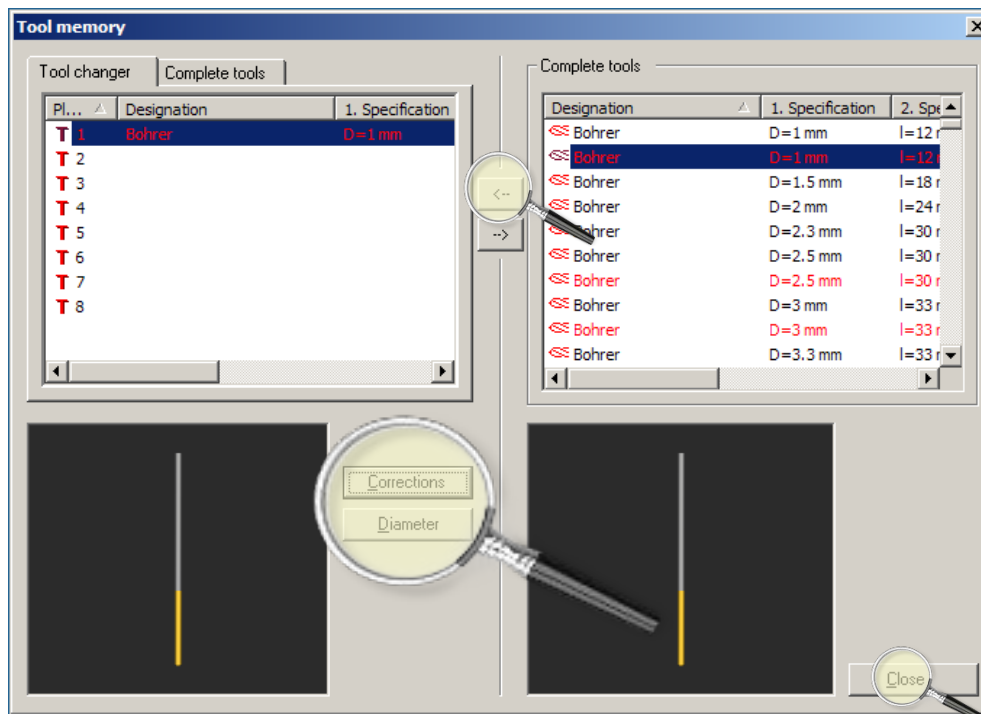 Tool memory
Tool changer
Complete tools
Pl... Designation 1. Specification
1 Bohrer D=1 mm
2
3
4
5
6
7
8
<--
-->
Complete tools
Designation 1. Specification 2. Spe
Bohrer D=1 mm l=12 r
Bohrer D=1 mm l=12 r
Bohrer D=1.5 mm l=18 r
Bohrer D=2 mm l=24 r
Bohrer D=2.3 mm l=30 r
Bohrer D=2.5 mm l=30 r
Bohrer D=2.5 mm l=30 r
Bohrer D=3 mm l=33 r
Bohrer D=3 mm l=33 r
Bohrer D=3.3 mm l=33 r
Corrections
Diameter
Close